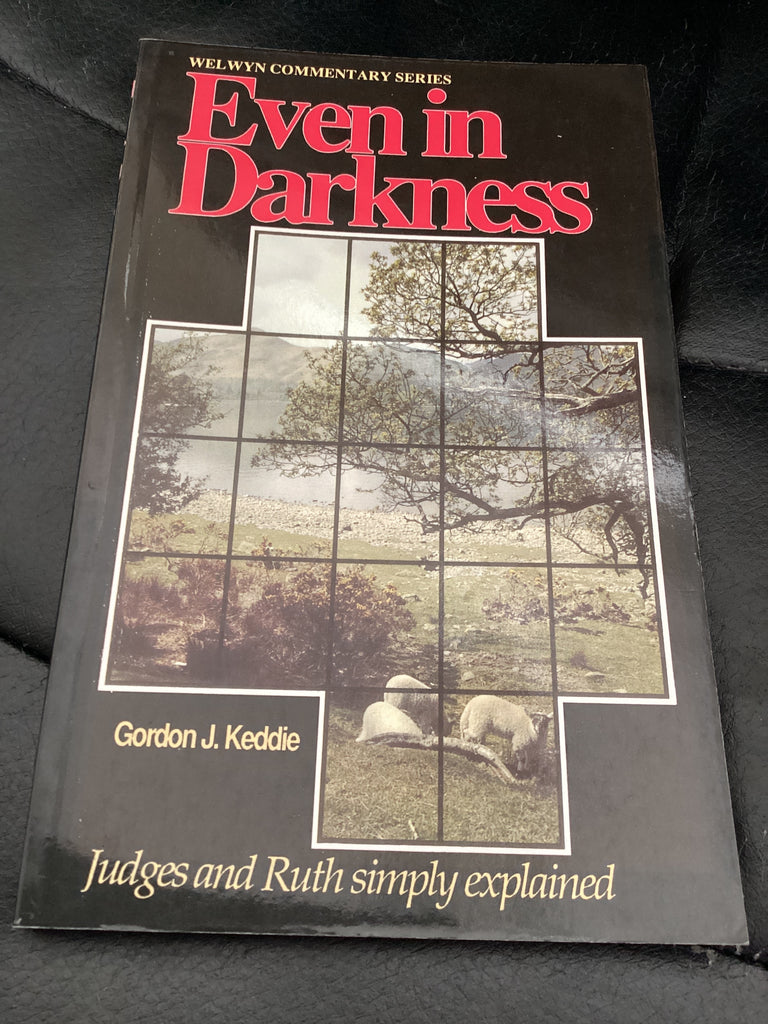 WELWYN COMMENTARY SERIES
Even in
Darkness
Gordon J. Keddie
Judges and Ruth simply explained